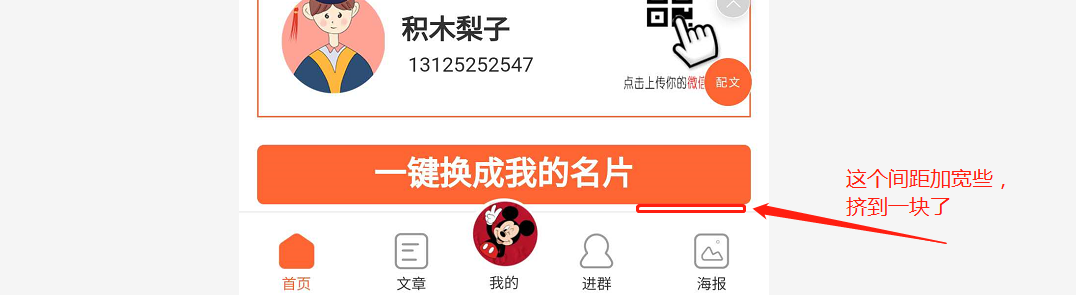 积木梨子
13125252547
点击上传你的微信
配文
一键换成我的名片
这个间距加宽些，
挤到一块了
首页
文章
我的
进群
海报